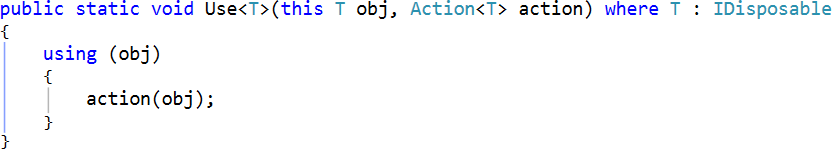 public static void Use<T>(this T obj, Action<T> action) where T : IDisposable
{
    using (obj)
    {
        action(obj);
    }
}